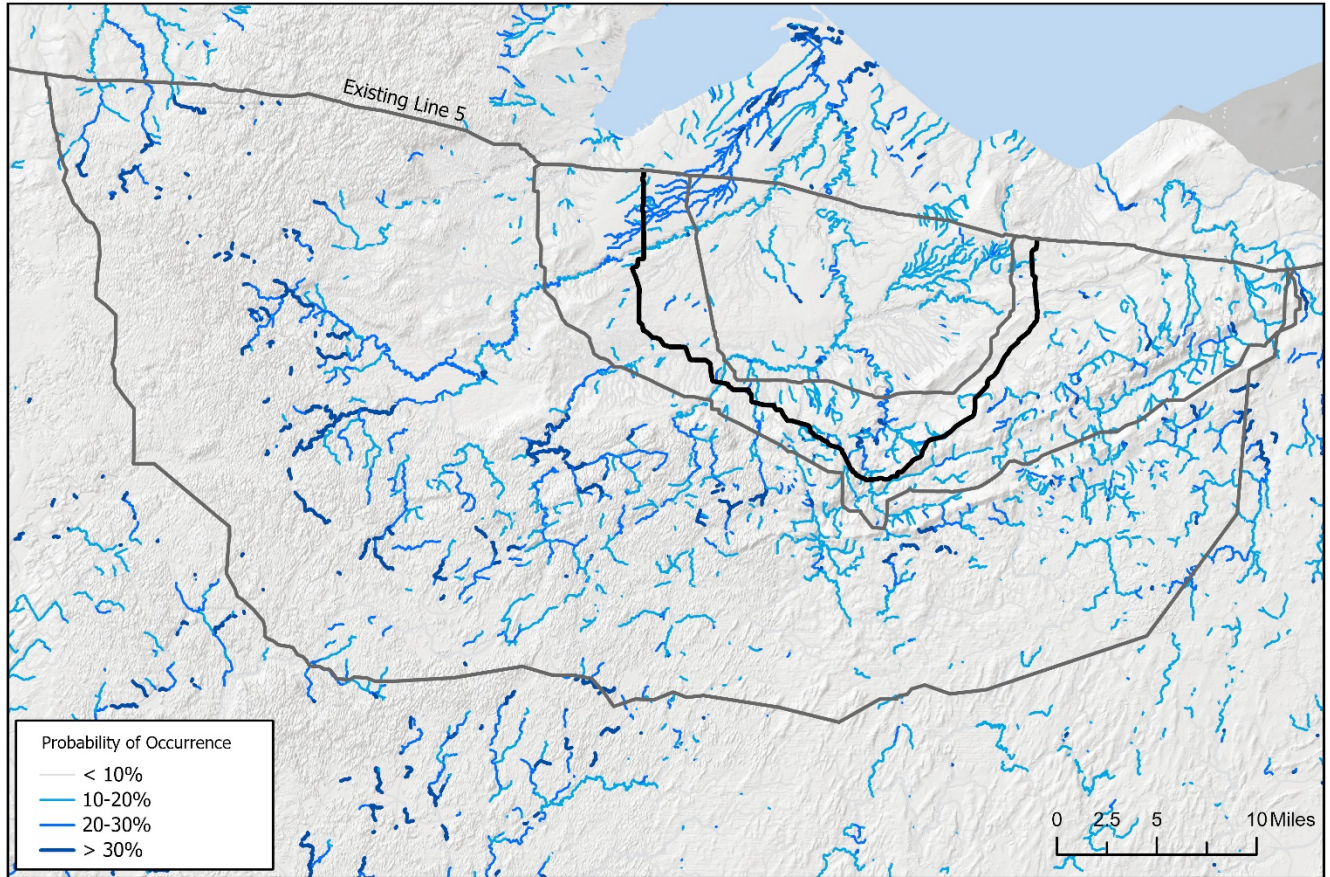 Existing Line 5
Probability of Occurrence
< 10%
10-20%
20-30%
> 30%
0 2.5 5 10 Miles